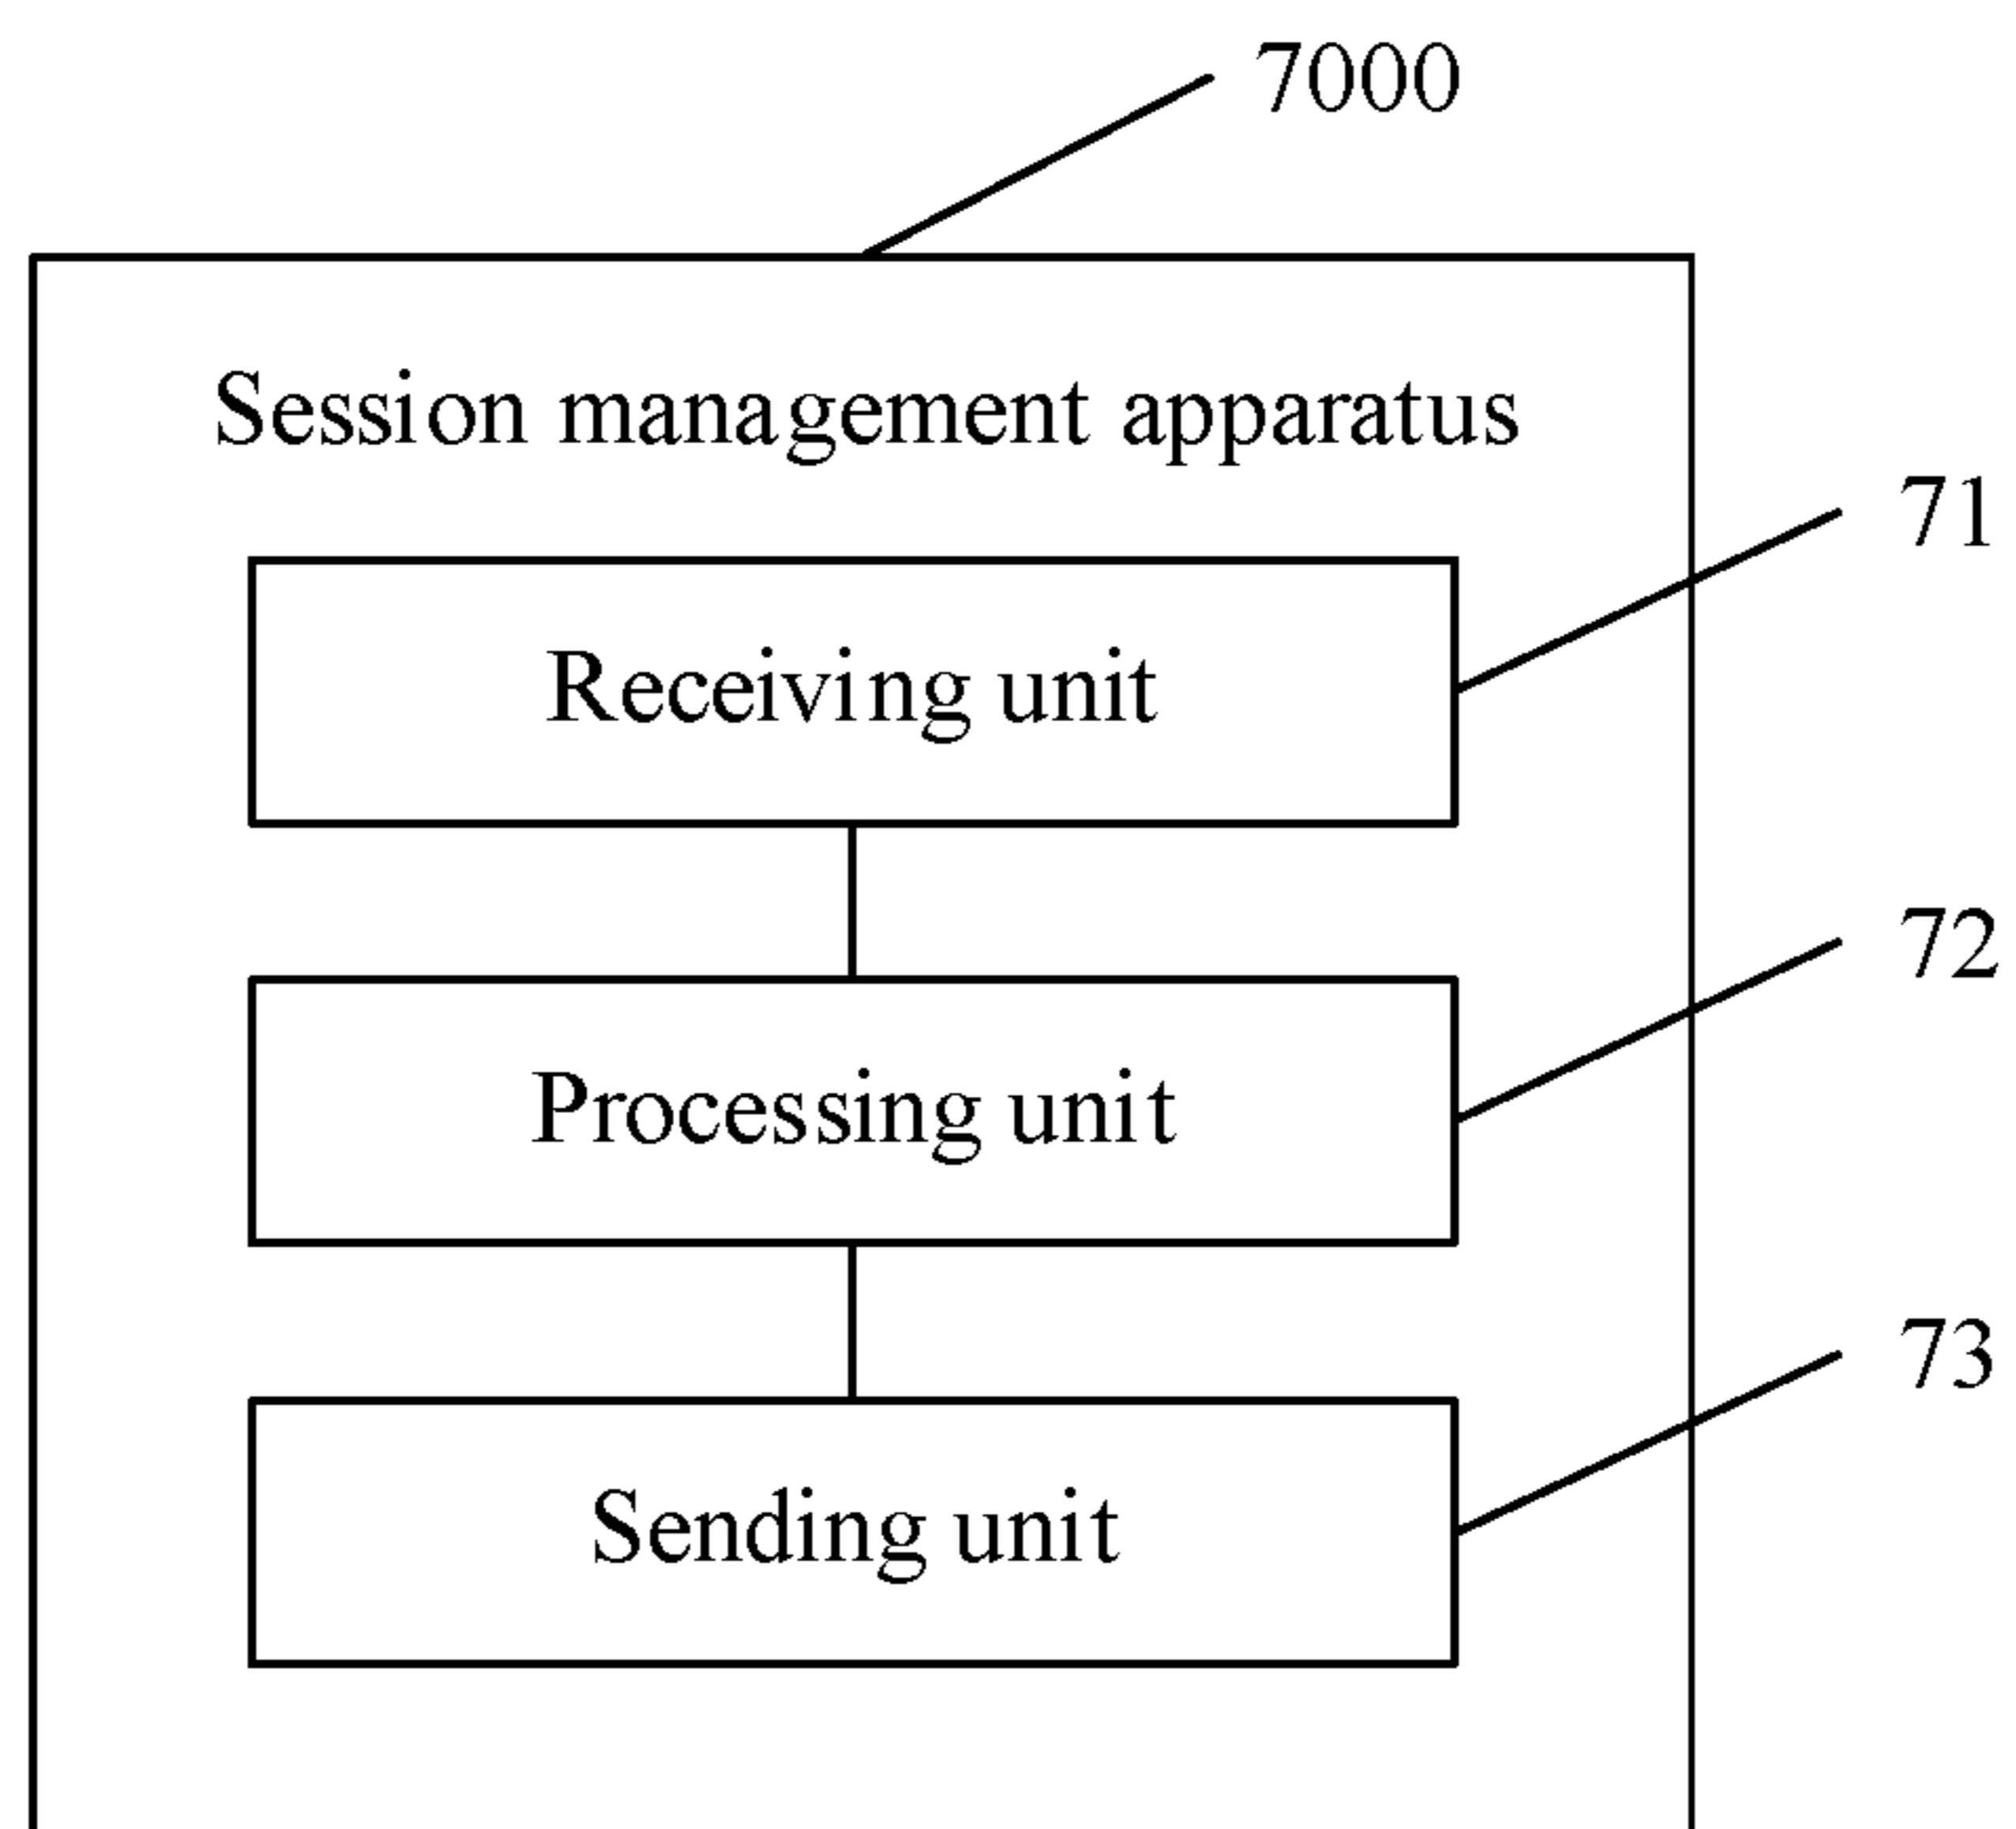 7000
Session management apparatus
71
Receiving unit
72
Processing unit
73
Sending unit